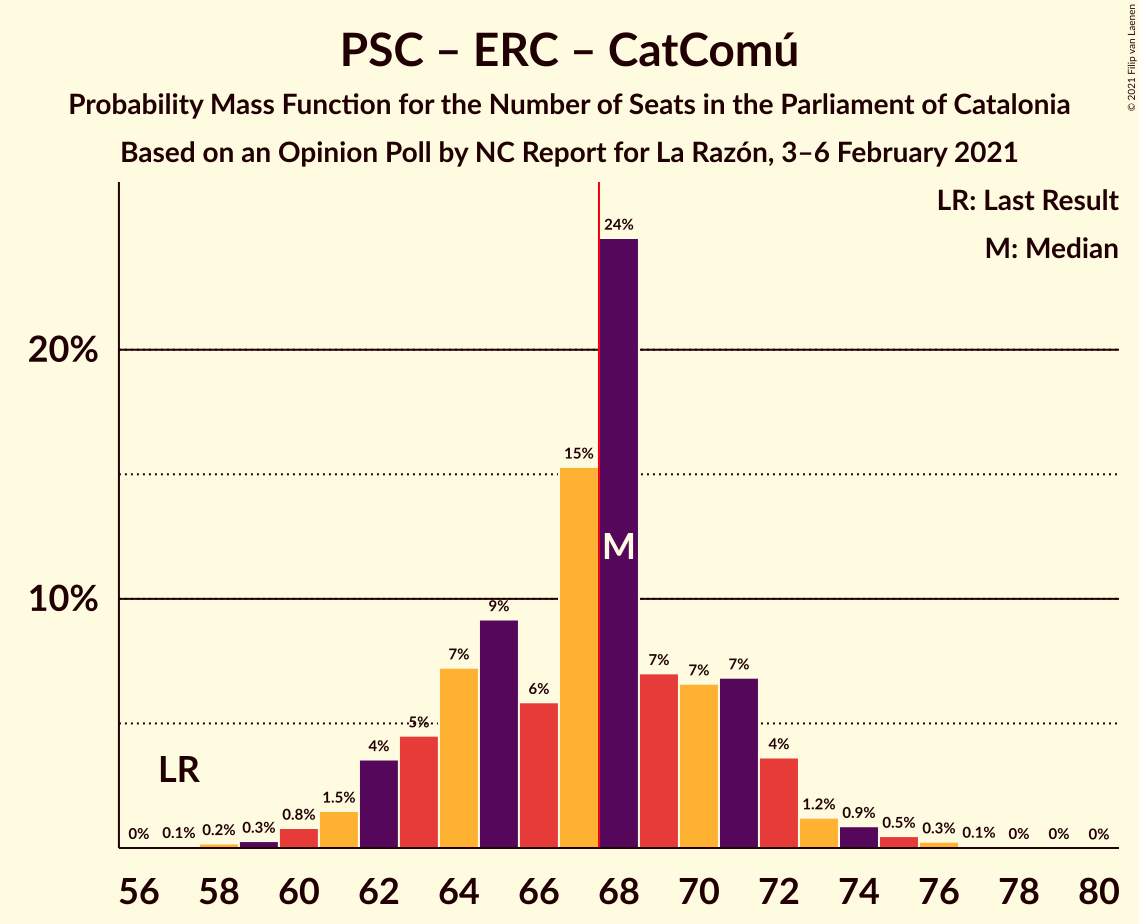 PSC – ERC – CatComú
Probability Mass Function for the Number of Seats in the Parliament of Catalonia
Based on an Opinion Poll by NC Report for La Razón, 3–6 February 2021
© 2021 Filip van Laenen
LR: Last Result
M: Median
20%
10%
LR
M
0% 0.1% 0.2% 0.3% 0.8% 1.5% 4% 5% 7% 9% 6% 15% 24% 7% 7% 7% 4% 1.2% 0.9% 0.5% 0.3% 0.1% 0% 0% 0%
56 58 60 62 64 66 68 70 72 74 76 78 80